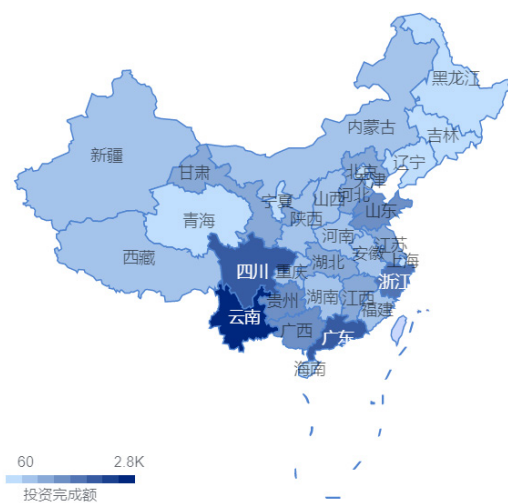 黑龙江
内蒙古
吉林
新疆
辽宁
北京
甘肃
天津
河北
宁夏
山西
山东
青海
陕西
河南
江苏
安徽
西藏
上海
四川
重庆
湖北
浙江
贵州
湖南
江西
福建
云南
广西
广东
海南
60 2.8K
投资完成额